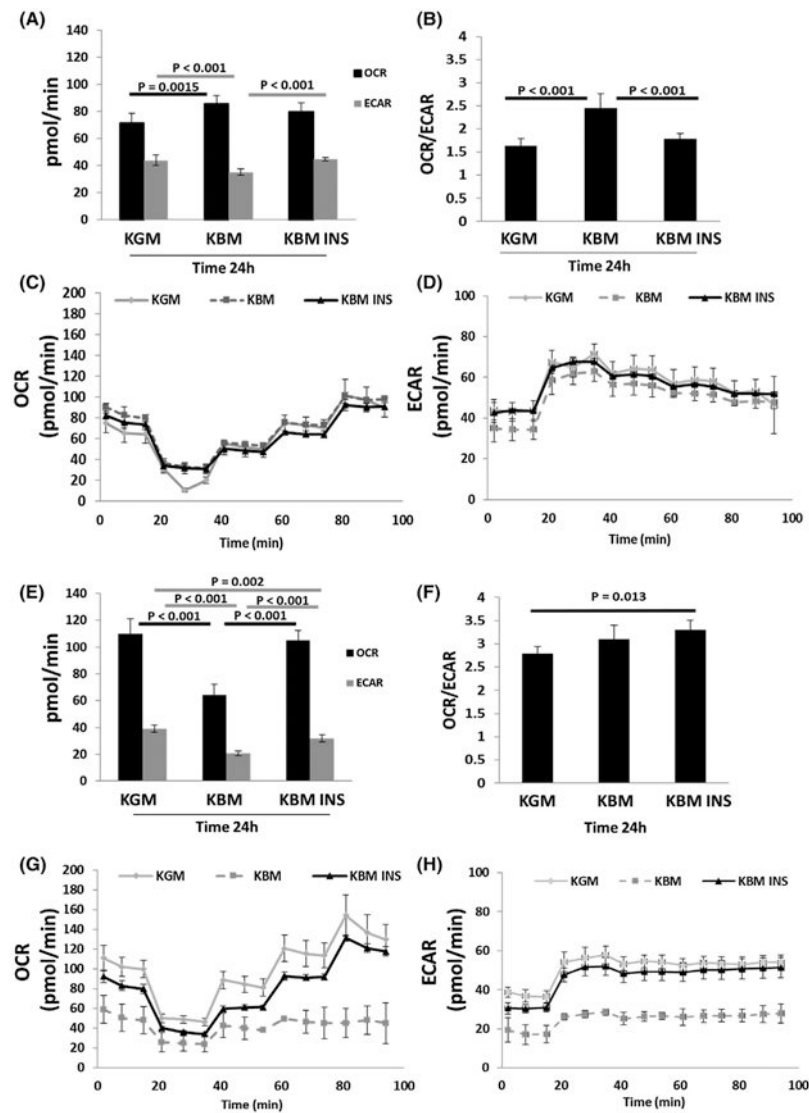 (A)
140
120
100
80
60
40
20
0
pmol/min
P < 0.001
P = 0.0015
P < 0.001
OCR
ECAR
KGM KBM KBM INS
Time 24h
(B)
4
3.5
3
2.5
2
1.5
1
0.5
0
OCR/ECAR
P < 0.001 P < 0.001
KGM KBM KBM INS
Time 24h
(C)
200
180
160
140
120
100
80
60
40
20
0
OCR
(pmol/min)
KGM KBM KBM INS
0 20 40 60 80 100
Time (min)
(D)
100
80
60
40
20
0
ECAR
(pmol/min)
KGM KBM KBM INS
0 20 40 60 80 100
Time (min)
(E)
140
120
100
80
60
40
20
0
pmol/min
P = 0.002
P < 0.001 P < 0.001
P < 0.001 P < 0.001
OCR
ECAR
KGM KBM KBM INS
Time 24h
(F)
4
3.5
3
2.5
2
1.5
1
0.5
0
OCR/ECAR
P = 0.013
KGM KBM KBM INS
Time 24h
(G)
200
180
160
140
120
100
80
60
40
20
0
OCR
(pmol/min)
KGM KBM KBM INS
0 20 40 60 80 100
Time (min)
(H)
100
80
60
40
20
0
ECAR
(pmol/min)
KGM KBM KBM INS
0 20 40 60 80 100
Time (min)